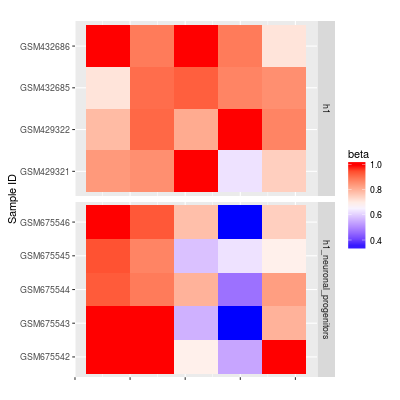 GSM432686
GSM432685
GSM429322
GSM429321
h1
GSM675546
GSM675545
GSM675544
GSM675543
GSM675542
h1_neuronal_progenitors
Sample ID
beta
1.0
0.8
0.6
0.4